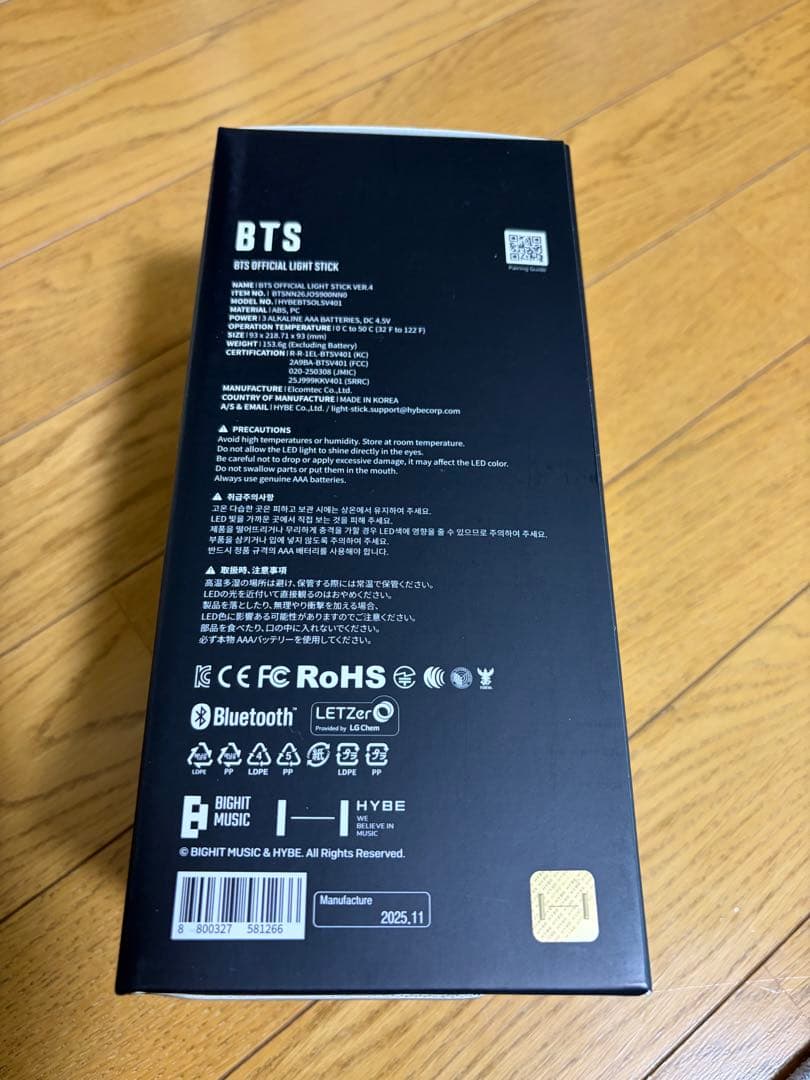 BTS
BTS OFFICIAL LIGHT STICK
Pairing Guide
NAME | BTS OFFICIAL LIGHT STICK VER.4
ITEM NO. | BTSNN26JOS900NN0
MODEL NO. | HYBEBTSOLSV401
MATERIAL | ABS, PC
POWER | 3 ALKALINE AAA BATTERIES, DC 4.5V
OPERATION TEMPERATURE | 0 C to 50 C (32 F to 122 F)
SIZE | 93 x 218.71 x 93 (mm)
WEIGHT | 153.6g (Excluding Battery)
CERTIFICATION | R-R-1EL-BTSV401 (KC)
2A9BA-BTSV401 (FCC)
020-250308 (JMIC)
25J999KKV401 (SRRC)
MANUFACTURE | Elcomtec Co.,Ltd.
COUNTRY OF MANUFACTURE | MADE IN KOREA
A/S & EMAIL | HYBE Co.,Ltd. / light-stick.support@hybecorp.com
PRECAUTIONS
Avoid high temperatures or humidity. Store at room temperature.
Do not allow the LED light to shine directly in the eyes.
Be careful not to drop or apply excessive damage, it may affect the LED color.
Do not swallow parts or put them in the mouth.
Always use genuine AAA batteries.
취급주의사항
고온 다습한 곳은 피하고 보관 시에는 상온에서 유지하여 주세요.
LED 빛을 가까운 곳에서 직접 보는 것을 피해 주세요.
제품을 떨어뜨리거나 무리하게 충격을 가할 경우 LED색에 영향을 줄 수 있으므로 주의하여 주세요.
부품을 삼키거나 입에 넣지 않도록 주의하여 주세요.
반드시 정품 규격의 AAA 배터리를 사용해야 합니다.
取扱時、注意事項
高温多湿の場所は避け、保管する際には常温で保管ください。
LEDの光を近付いて直接観るのはおやめください。
製品を落としたり、無理やり衝撃を加える場合、
LED色に影響ある可能性がありますのでご注意ください。
部品を食べたり、口の中に入れないでください。
必ず本物 AAAバッテリーを使用してください。
CE FC RoHS
Bluetooth™
LETZero
Provided by LG Chem
4 5 紙 プラ プラ
LDPE PP LDPE PP LDPE PP
BIGHIT
MUSIC
HYBE
WE
BELIEVE IN
MUSIC
© BIGHIT MUSIC & HYBE. All Rights Reserved.
8 800327 581266
Manufacture
2025.11